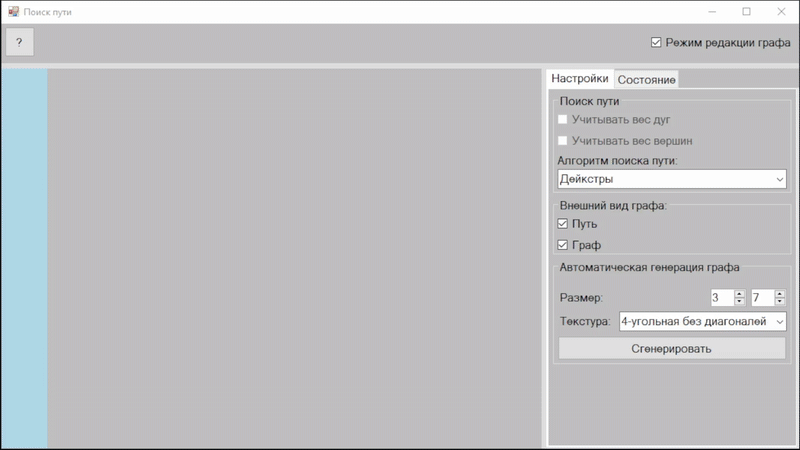 Поиск пути
?
Режим редакции графа
Настройки
Состояние
Поиск пути
Учитывать вес дуг
Учитывать вес вершин
Алгоритм поиска пути:
Дейкстры
Внешний вид графа:
Путь
Граф
Автоматическая генерация графа
Размер: 3 7
Текстура: 4-угольная без диагоналей
Сгенерировать